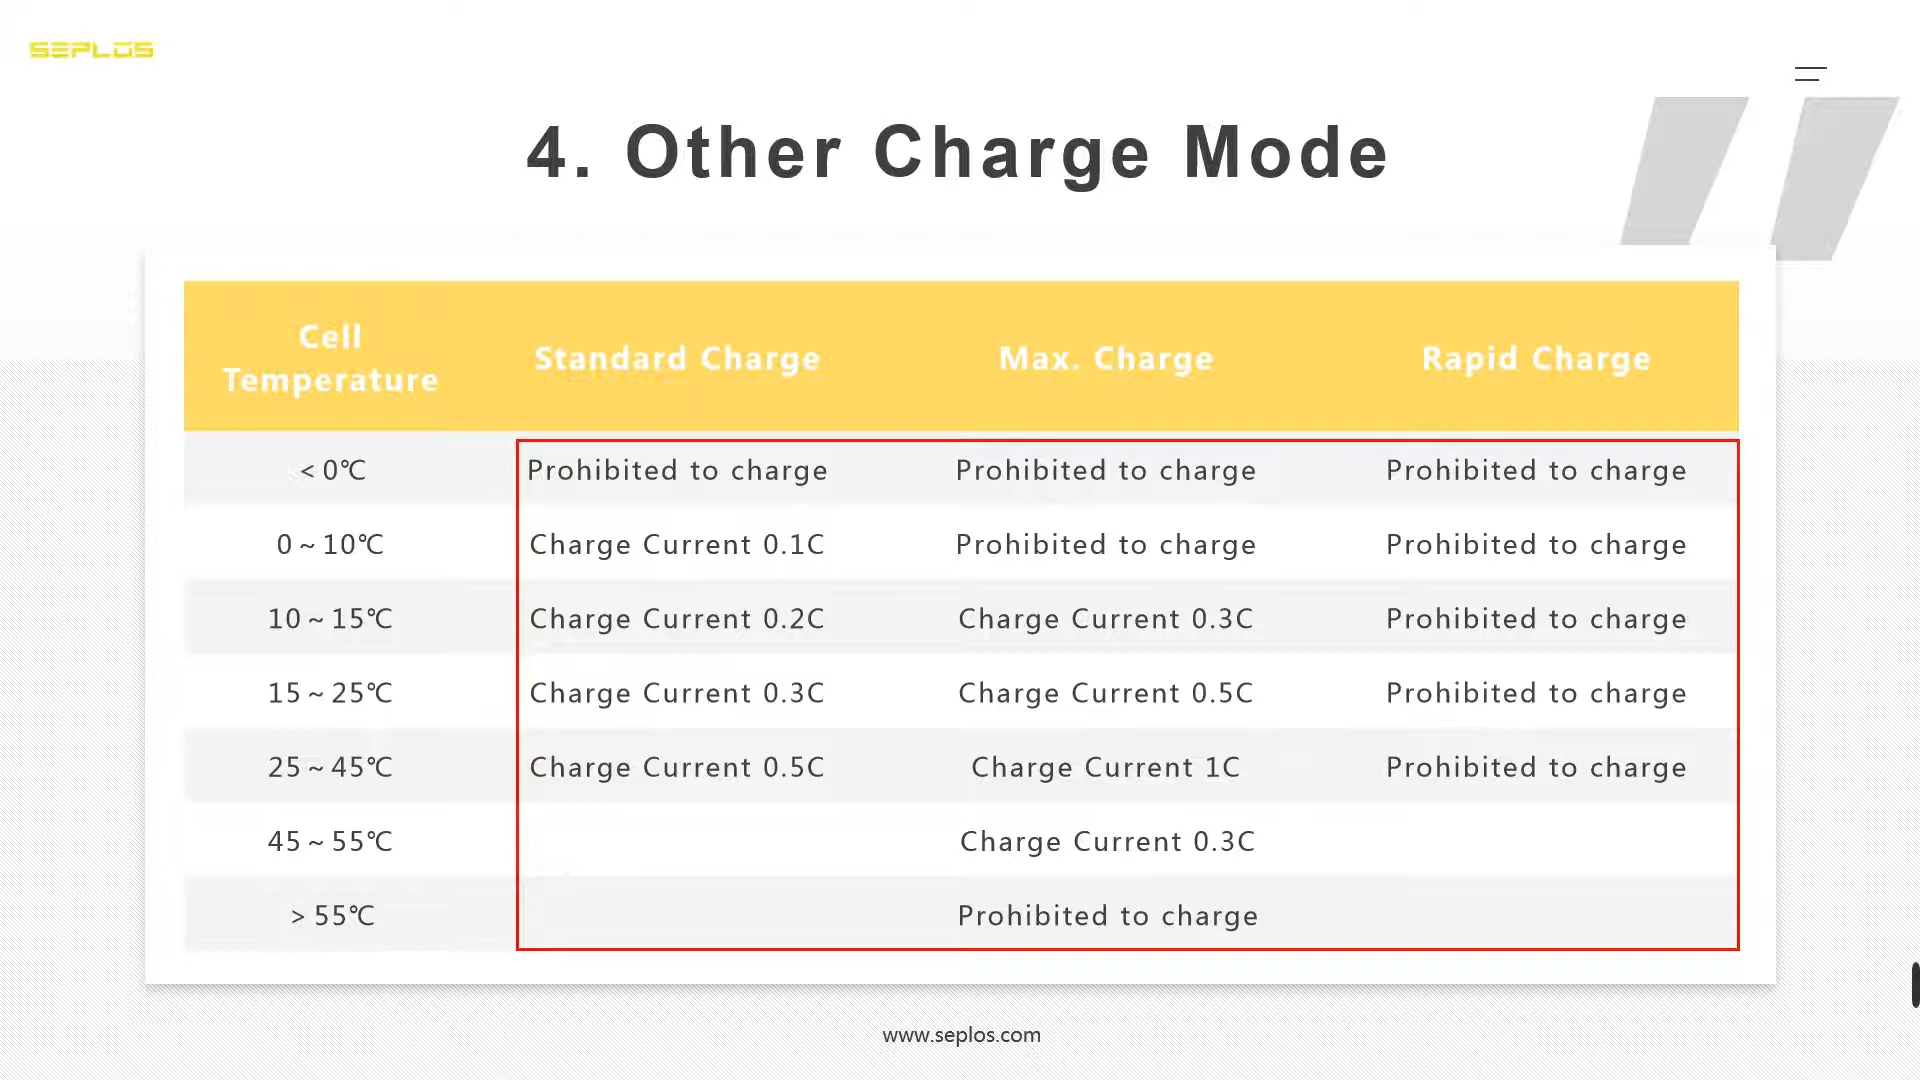 SEPLOS
4. Other Charge Mode
Cell
Temperature
Standard Charge
Max. Charge
Rapid Charge
＜0℃ Prohibited to charge Prohibited to charge Prohibited to charge
0～10℃ Charge Current 0.1C Prohibited to charge Prohibited to charge
10～15℃ Charge Current 0.2C Charge Current 0.3C Prohibited to charge
15～25℃ Charge Current 0.3C Charge Current 0.5C Prohibited to charge
25～45℃ Charge Current 0.5C Charge Current 1C Prohibited to charge
45～55℃ Charge Current 0.3C
＞55℃ Prohibited to charge
www.seplos.com